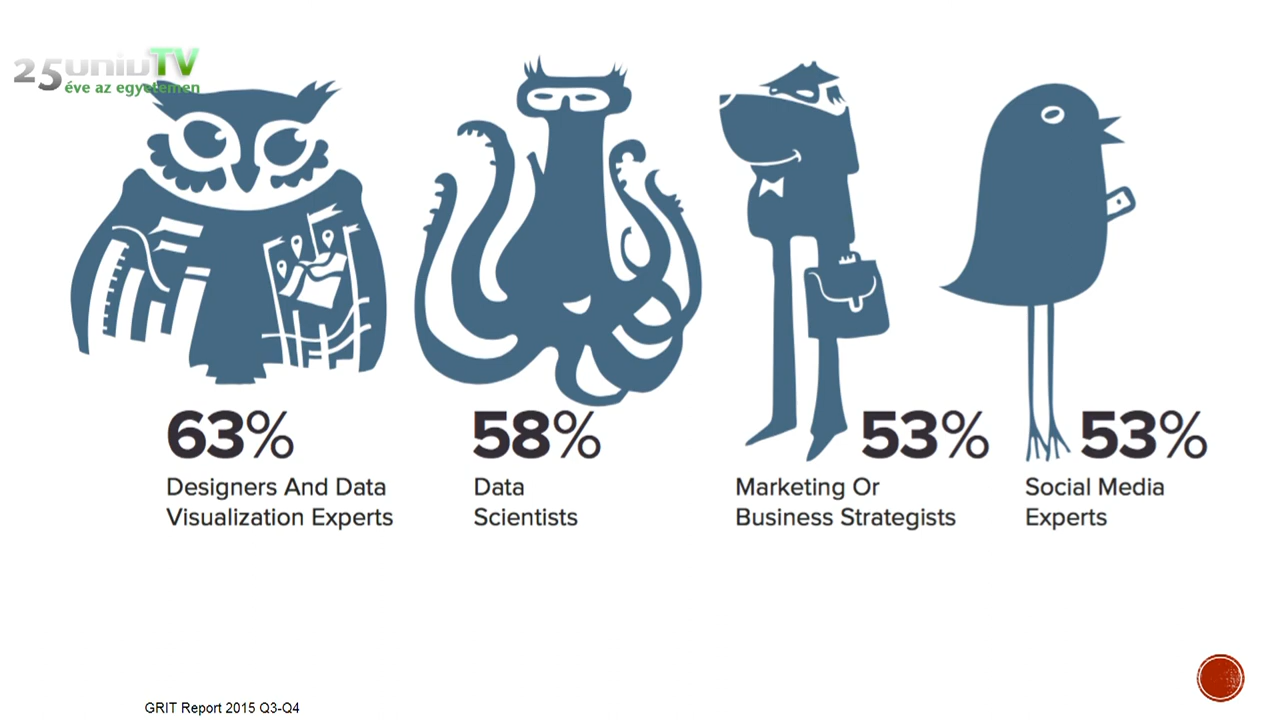 25univTV
éve az egyetemen
63%
Designers And Data
Visualization Experts
58%
Data
Scientists
53%
Marketing Or
Business Strategists
53%
Social Media
Experts
GRIT Report 2015 Q3-Q4